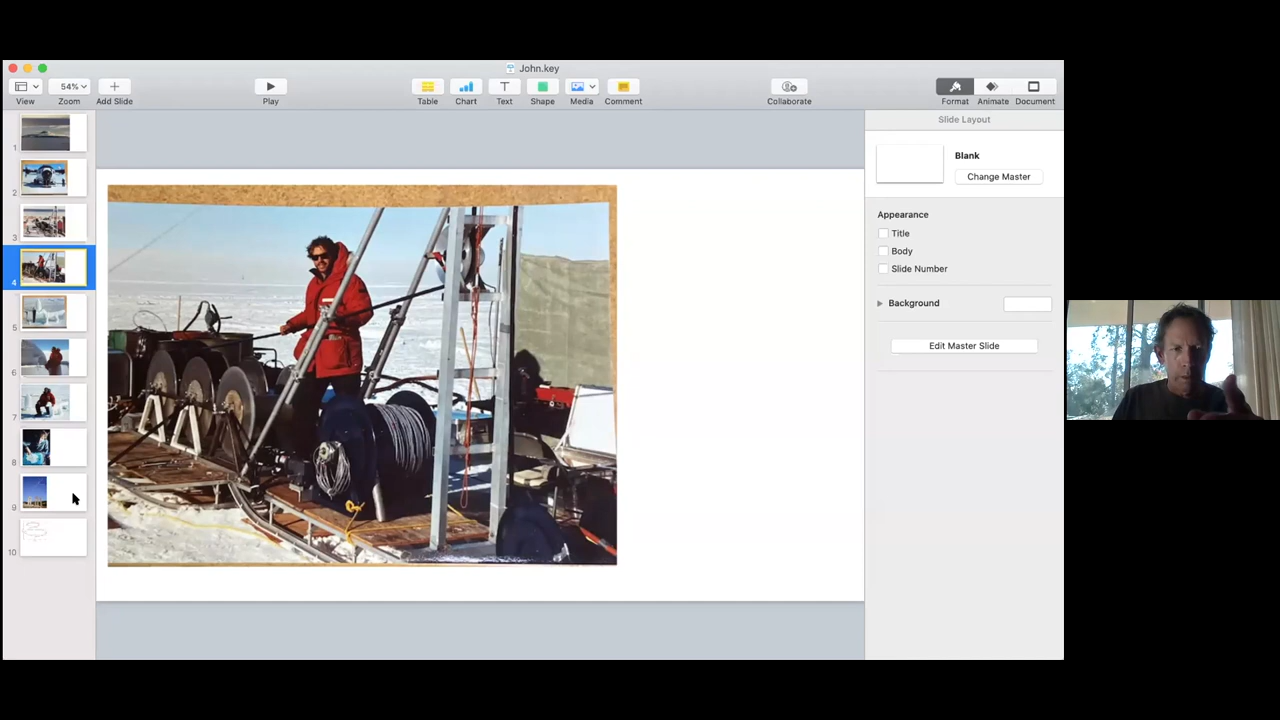 John.key
54%
View
Zoom
Add Slide
Play
Table
Chart
Text
Shape
Media
Comment
Collaborate
Format
Animate
Document
Slide Layout
Blank
Change Master
Appearance
Title
Body
Slide Number
Background
Edit Master Slide
1
2
3
4
5
6
7
8
9
10